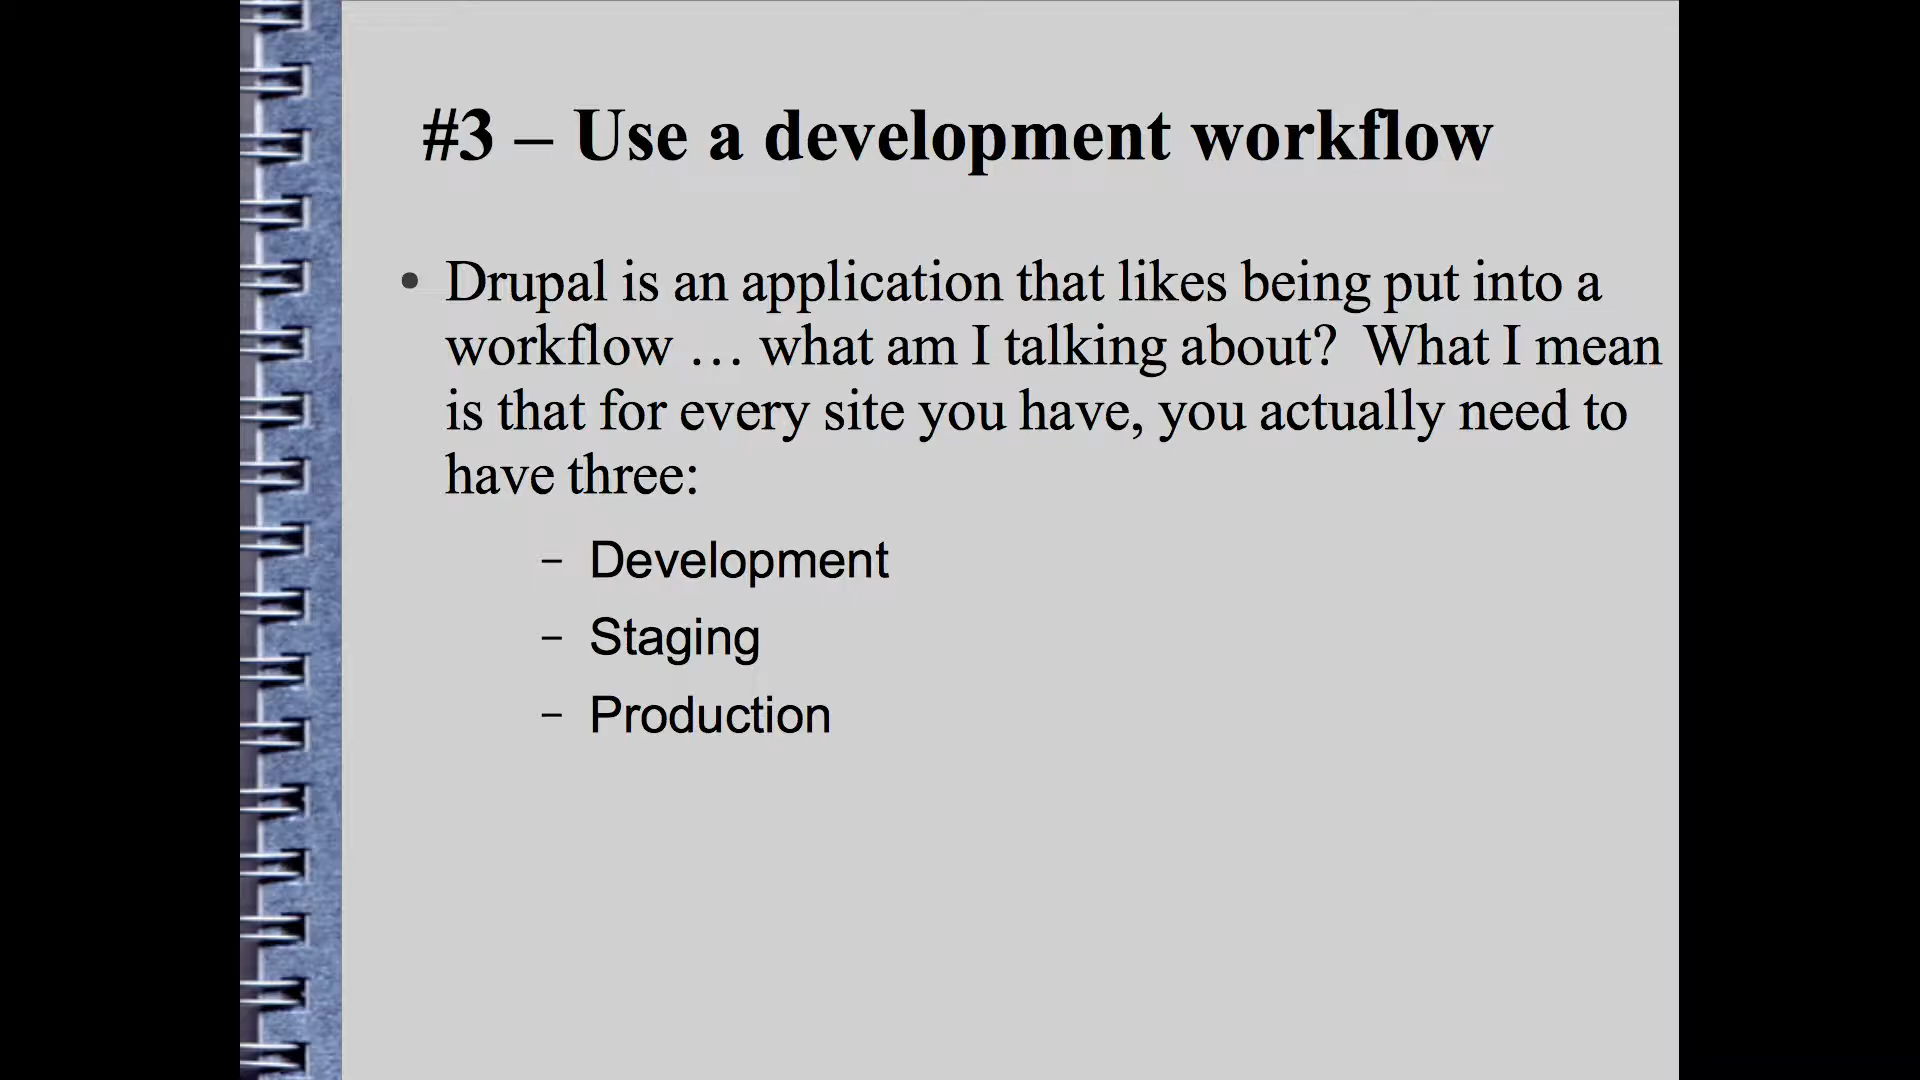 #3 – Use a development workflow
• Drupal is an application that likes being put into a
workflow … what am I talking about?  What I mean
is that for every site you have, you actually need to
have three:
– Development
– Staging
– Production